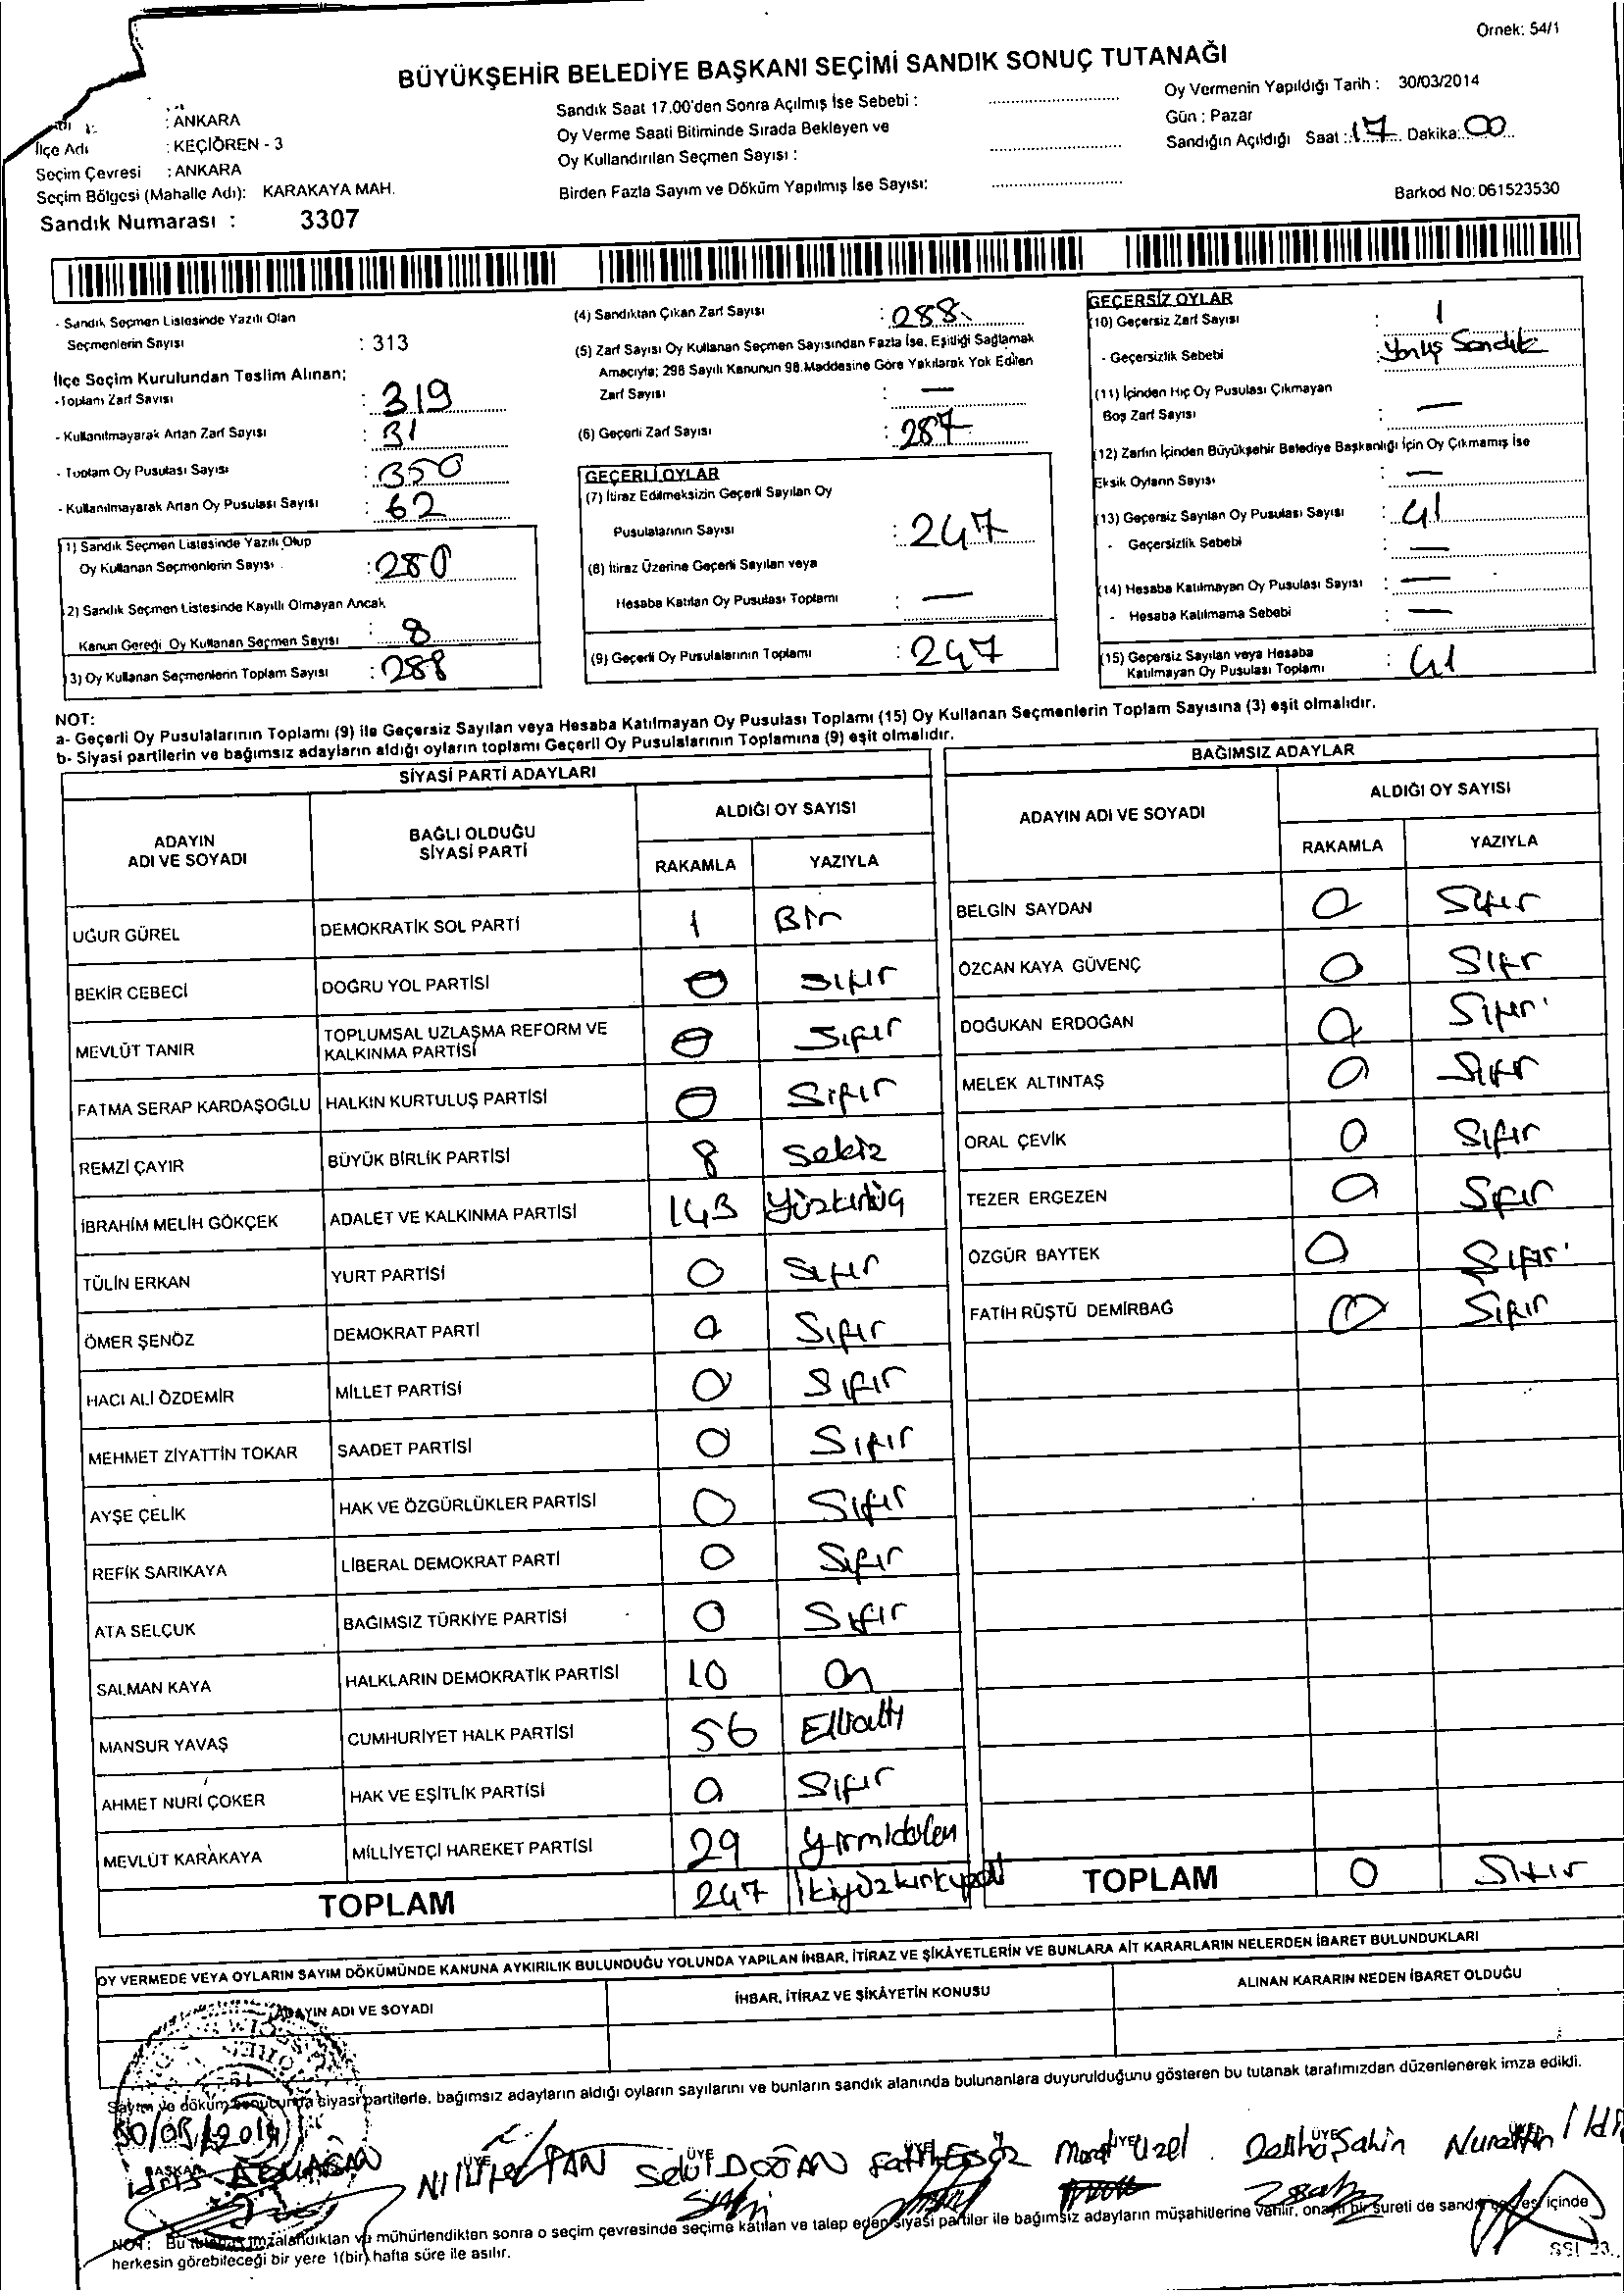 Ornek: 54/1
BÜYÜKŞEHİR BELEDİYE BAŞKANI SEÇİMİ SANDIK SONUÇ TUTANAĞI
: ANKARA
İlçe Adı : KEÇİÖREN - 3
Seçim Çevresi : ANKARA
Seçim Bölgesi (Mahalle Adı): KARAKAYA MAH.
Sandık Numarası : 3307
Sandık Saat 17.00'den Sonra Açılmış İse Sebebi :
Oy Verme Saati Bitiminde Sırada Bekleyen ve
Oy Kullandırılan Seçmen Sayısı :
Birden Fazla Sayım ve Döküm Yapılmış İse Sayısı:
Oy Vermenin Yapıldığı Tarih : 30/03/2014
Gün : Pazar
Sandığın Açıldığı Saat : 17 Dakika: 00
Barkod No: 061523530
- Sandık Seçmen Listesinde Yazılı Olan
Seçmenlerin Sayısı : 313
İlçe Seçim Kurulundan Teslim Alınan;
- Toplam Zarf Sayısı : 319
- Kullanılmayarak Artan Zarf Sayısı : 31
- Toplam Oy Pusulası Sayısı : 350
- Kullanılmayarak Artan Oy Pusulası Sayısı : 62
1) Sandık Seçmen Listesinde Yazılı Olup
Oy Kullanan Seçmenlerin Sayısı : 280
2) Sandık Seçmen Listesinde Kayıtlı Olmayan Ancak
Kanun Gereği Oy Kullanan Seçmen Sayısı : 8
3) Oy Kullanan Seçmenlerin Toplam Sayısı : 288
(4) Sandıktan Çıkan Zarf Sayısı : 288
(5) Zarf Sayısı Oy Kullanan Seçmen Sayısından Fazla İse, Eşitliği Sağlamak
Amacıyla; 298 Sayılı Kanunun 98.Maddesine Göre Yakılarak Yok Edilen
Zarf Sayısı : —
(6) Geçerli Zarf Sayısı : 287
GEÇERLİ OYLAR
(7) İtiraz Edilmeksizin Geçerli Sayılan Oy
Pusulalarının Sayısı : 247
(8) İtiraz Üzerine Geçerli Sayılan veya
Hesaba Katılan Oy Pusulası Toplamı : —
(9) Geçerli Oy Pusulalarının Toplamı : 247
GEÇERSİZ OYLAR
(10) Geçersiz Zarf Sayısı : 1
- Geçersizlik Sebebi : Yanlış Sandık
(11) İçinden Hiç Oy Pusulası Çıkmayan
Boş Zarf Sayısı : —
(12) Zarfın İçinden Büyükşehir Belediye Başkanlığı İçin Oy Çıkmamış İse
Eksik Oyların Sayısı : —
(13) Geçersiz Sayılan Oy Pusulası Sayısı : 41
- Geçersizlik Sebebi : —
(14) Hesaba Katılmayan Oy Pusulası Sayısı : —
- Hesaba Katılmama Sebebi : —
(15) Geçersiz Sayılan veya Hesaba
Katılmayan Oy Pusulası Toplamı : 41
NOT:
a- Geçerli Oy Pusulalarının Toplamı (9) ile Geçersiz Sayılan veya Hesaba Katılmayan Oy Pusulası Toplamı (15) Oy Kullanan Seçmenlerin Toplam Sayısına (3) eşit olmalıdır.
b- Siyasi partilerin ve bağımsız adayların aldığı oyların toplamı Geçerli Oy Pusulalarının Toplamına (9) eşit olmalıdır.
SİYASİ PARTİ ADAYLARI
ADAYIN ADI VE SOYADI BAĞLI OLDUĞU SİYASİ PARTİ ALDIĞI OY SAYISI
RAKAMLA YAZIYLA
UĞUR GÜREL DEMOKRATİK SOL PARTİ 1 Bir
BEKİR CEBECİ DOĞRU YOL PARTİSİ 0 Sıfır
MEVLÜT TANIR TOPLUMSAL UZLAŞMA REFORM VE KALKINMA PARTİSİ 0 Sıfır
FATMA SERAP KARDAŞOĞLU HALKIN KURTULUŞ PARTİSİ 0 Sıfır
REMZİ ÇAYIR BÜYÜK BİRLİK PARTİSİ 8 Sekiz
İBRAHİM MELİH GÖKÇEK ADALET VE KALKINMA PARTİSİ 143 Yüzkırküç
TÜLİN ERKAN YURT PARTİSİ 0 Sıfır
ÖMER ŞENÖZ DEMOKRAT PARTİ 0 Sıfır
HACI ALİ ÖZDEMİR MİLLET PARTİSİ 0 Sıfır
MEHMET ZİYATTİN TOKAR SAADET PARTİSİ 0 Sıfır
AYŞE ÇELİK HAK VE ÖZGÜRLÜKLER PARTİSİ 0 Sıfır
REFİK SARIKAYA LİBERAL DEMOKRAT PARTİ 0 Sıfır
ATA SELÇUK BAĞIMSIZ TÜRKİYE PARTİSİ 0 Sıfır
SALMAN KAYA HALKLARIN DEMOKRATİK PARTİSİ 10 On
MANSUR YAVAŞ CUMHURİYET HALK PARTİSİ 56 Ellialtı
AHMET NURİ ÇOKER HAK VE EŞİTLİK PARTİSİ 0 Sıfır
MEVLÜT KARAKAYA MİLLİYETÇİ HAREKET PARTİSİ 29 Yirmidokuz
TOPLAM 247 İkiyüzkırkyedi
BAĞIMSIZ ADAYLAR
ADAYIN ADI VE SOYADI ALDIĞI OY SAYISI
RAKAMLA YAZIYLA
BELGİN SAYDAN 0 Sıfır
ÖZCAN KAYA GÜVENÇ 0 Sıfır
DOĞUKAN ERDOĞAN 0 Sıfır
MELEK ALTINTAŞ 0 Sıfır
ORAL ÇEVİK 0 Sıfır
TEZER ERGEZEN 0 Sıfır
ÖZGÜR BAYTEK 0 Sıfır
FATİH RÜŞTÜ DEMİRBAĞ 0 Sıfır
TOPLAM 0 Sıfır
OY VERMEDE VEYA OYLARIN SAYIM DÖKÜMÜNDE KANUNA AYKIRILIK BULUNDUĞU YOLUNDA YAPILAN İHBAR, İTİRAZ VE ŞİKÂYETLERİN VE BUNLARA AİT KARARLARIN NELERDEN İBARET BULUNDUKLARI
ADAYIN ADI VE SOYADI İHBAR, İTİRAZ VE ŞİKÂYETİN KONUSU ALINAN KARARIN NEDEN İBARET OLDUĞU
Sayım ve döküm sonucunda siyasi partilerle, bağımsız adayların aldığı oyların sayılarını ve bunların sandık alanında bulunanlara duyurulduğunu gösteren bu tutanak tarafımızdan düzenlenerek imza edildi.
30/03/2014
BAŞKAN ÜYE ÜYE ÜYE ÜYE ÜYE
idris DOĞAN Murat Uzel Şahin Nurettin
NOT: Bu tutanak imzalandıktan ve mühürlendikten sonra o seçim çevresinde seçime katılan ve talep eden siyasi partiler ile bağımsız adayların müşahitlerine verilir, onaylı bir sureti de sandık çevresi içinde
herkesin görebileceği bir yere 1(bir) hafta süre ile asılır.